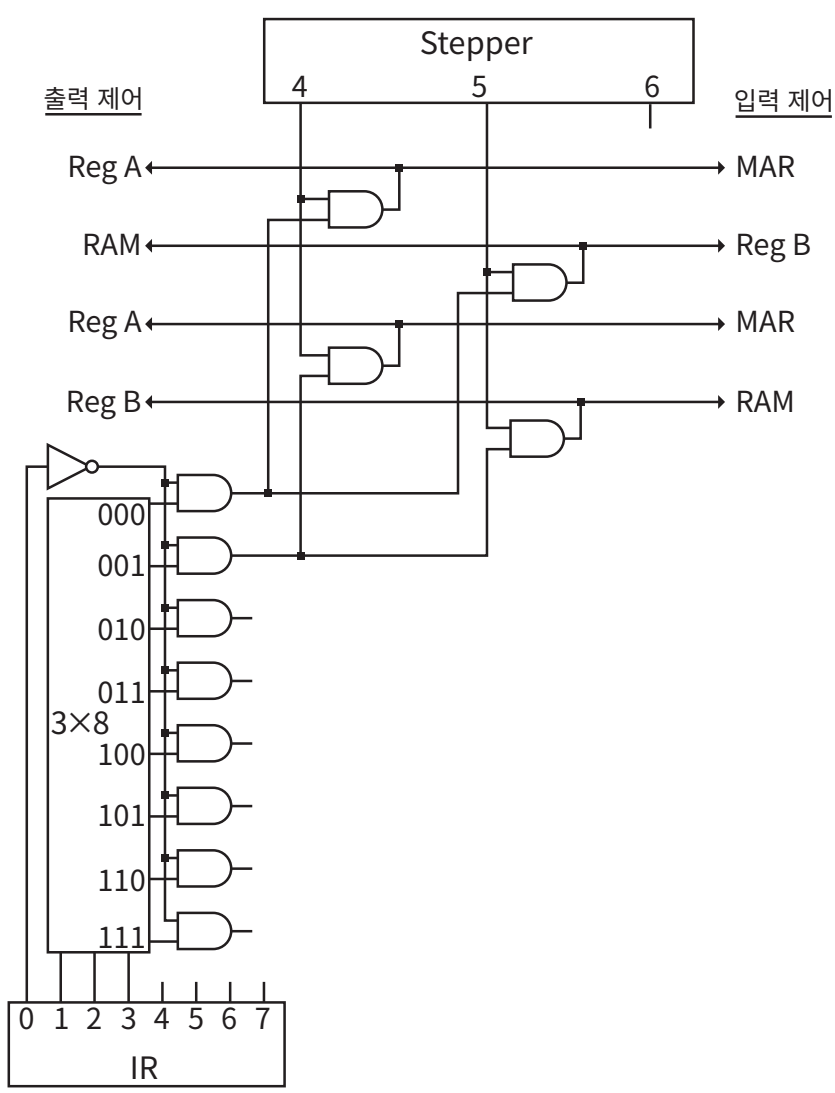 Stepper
4 5 6
출력 제어
입력 제어
Reg A MAR
RAM Reg B
Reg A MAR
Reg B RAM
000
001
010
011
3×8
100
101
110
111
0 1 2 3 4 5 6 7
IR